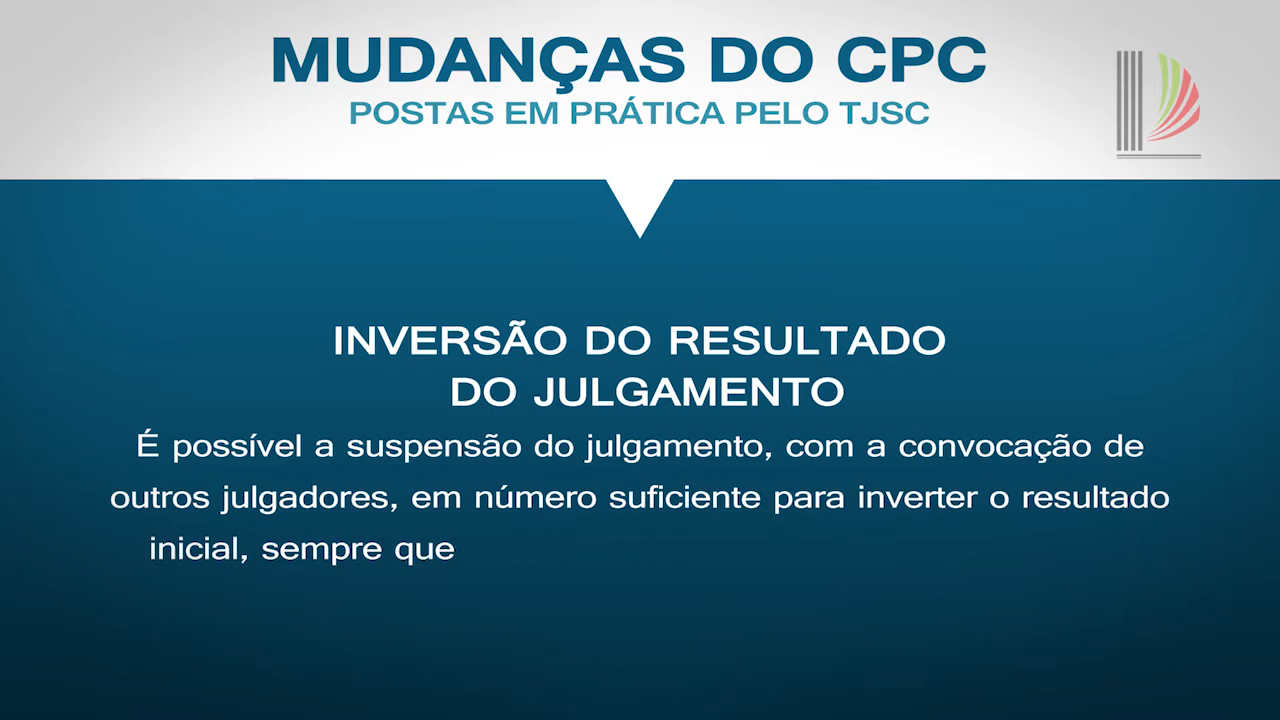 MUDANÇAS DO CPC
POSTAS EM PRÁTICA PELO TJSC
INVERSÃO DO RESULTADO
DO JULGAMENTO
É possível a suspensão do julgamento, com a convocação de
outros julgadores, em número suficiente para inverter o resultado
inicial, sempre que